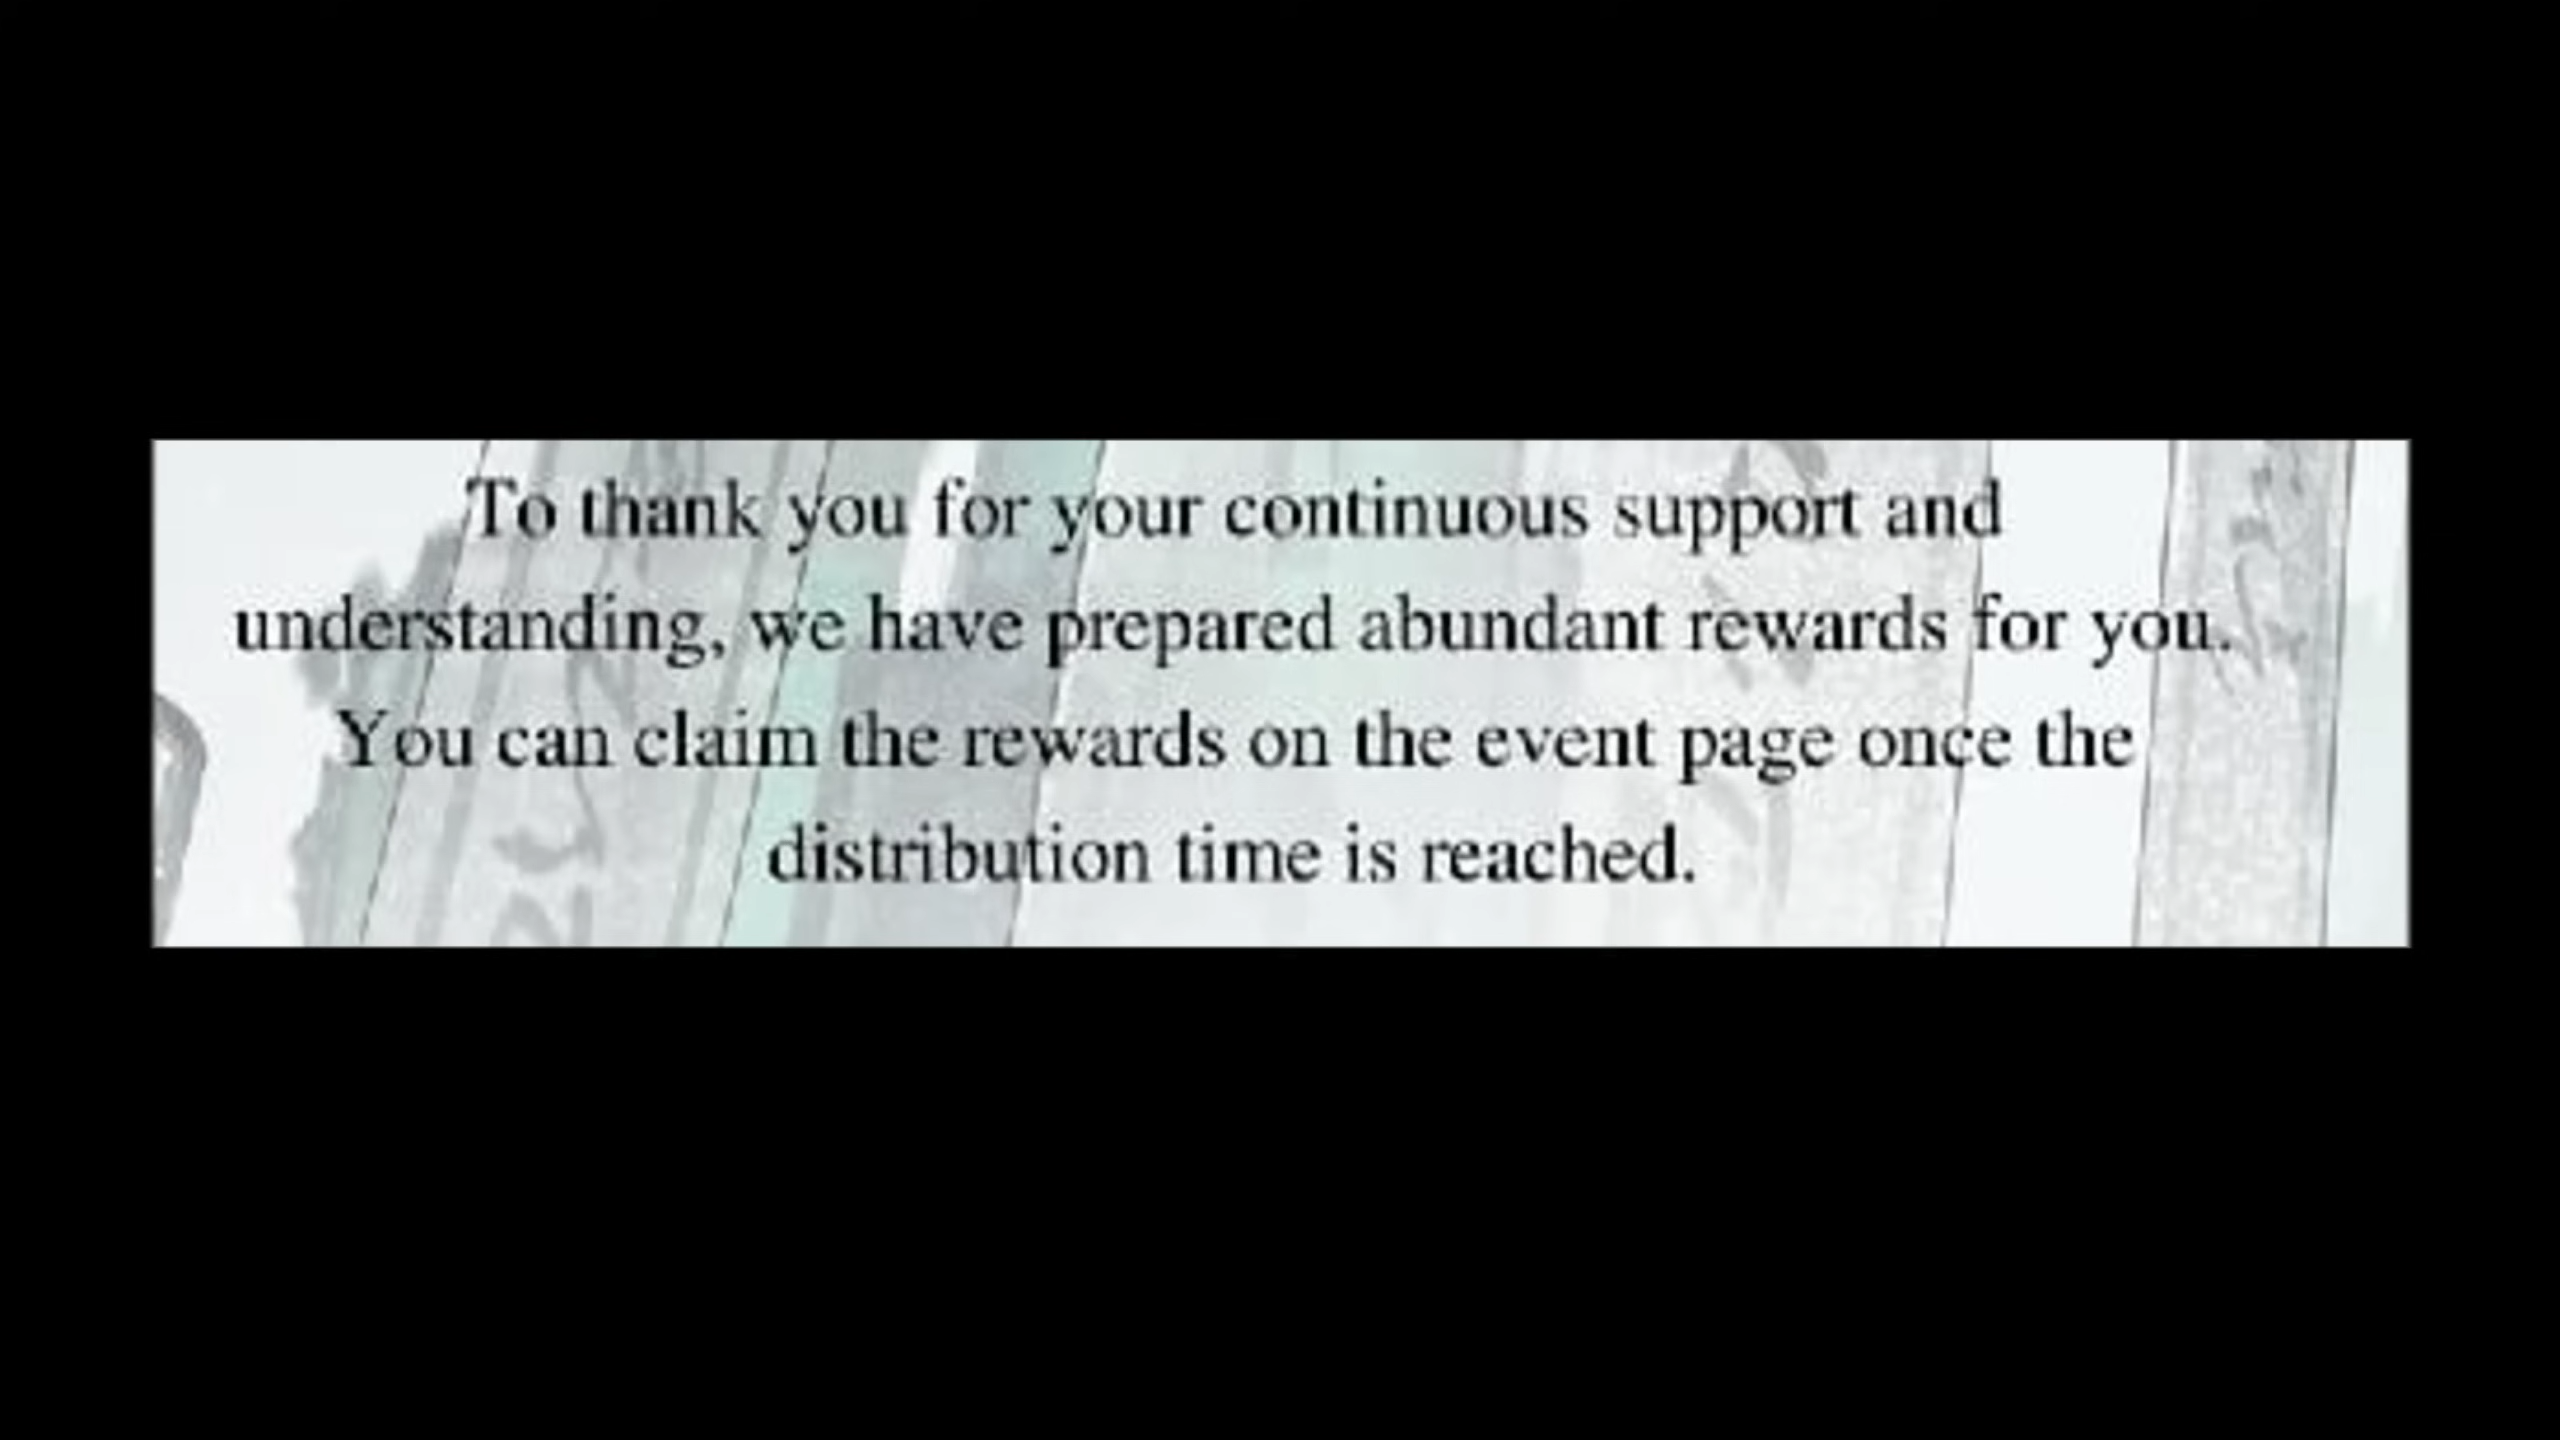 To thank you for your continuous support and
understanding, we have prepared abundant rewards for you.
You can claim the rewards on the event page once the
distribution time is reached.